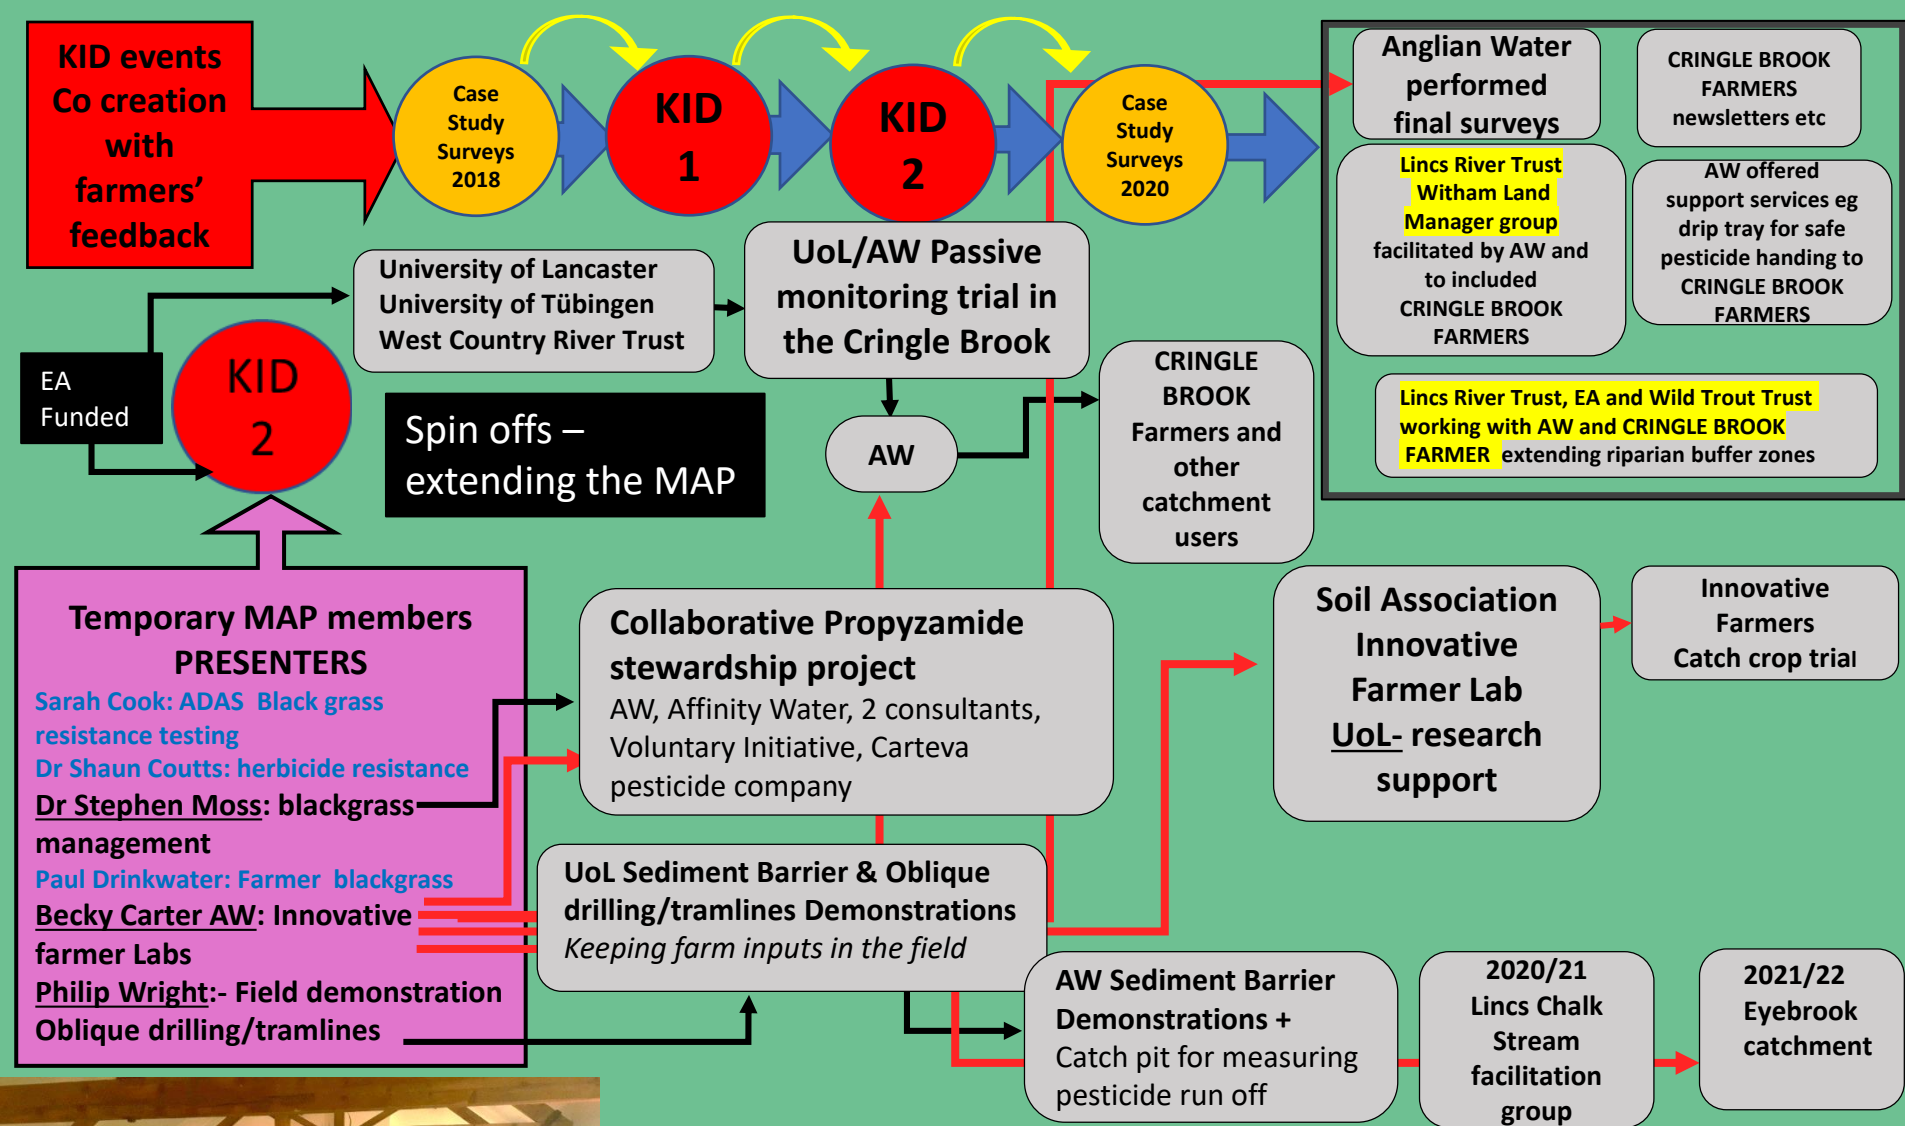 KID events
Co creation
with
farmers'
feedback
Case
Study
Surveys
2018
KID
1
KID
2
Case
Study
Surveys
2020
Anglian Water
performed
final surveys
CRINGLE BROOK
FARMERS
newsletters etc
Lincs River Trust
Witham Land
Manager group
facilitated by AW and
to included
CRINGLE BROOK
FARMERS
AW offered
support services eg
drip tray for safe
pesticide handing to
CRINGLE BROOK
FARMERS
Lincs River Trust, EA and Wild Trout Trust
working with AW and CRINGLE BROOK
FARMER extending riparian buffer zones
University of Lancaster
University of Tübingen
West Country River Trust
UoL/AW Passive
monitoring trial in
the Cringle Brook
EA
Funded
KID
2
Spin offs –
extending the MAP
AW
CRINGLE
BROOK
Farmers and
other
catchment
users
Temporary MAP members
PRESENTERS
Sarah Cook: ADAS Black grass
resistance testing
Dr Shaun Coutts: herbicide resistance
Dr Stephen Moss: blackgrass
management
Paul Drinkwater: Farmer blackgrass
Becky Carter AW: Innovative
farmer Labs
Philip Wright:- Field demonstration
Oblique drilling/tramlines
Collaborative Propyzamide
stewardship project
AW, Affinity Water, 2 consultants,
Voluntary Initiative, Carteva
pesticide company
Soil Association
Innovative
Farmer Lab
UoL- research
support
Innovative
Farmers
Catch crop trial
UoL Sediment Barrier & Oblique
drilling/tramlines Demonstrations
Keeping farm inputs in the field
AW Sediment Barrier
Demonstrations +
Catch pit for measuring
pesticide run off
2020/21
Lincs Chalk
Stream
facilitation
group
2021/22
Eyebrook
catchment